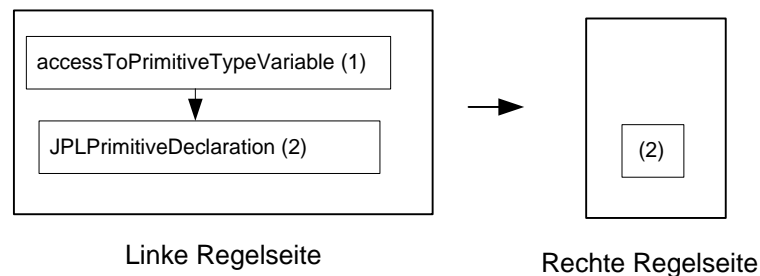 accessToPrimitiveTypeVariable (1)
JPLPrimitiveDeclaration (2)
(2)
Linke Regelseite
Rechte Regelseite